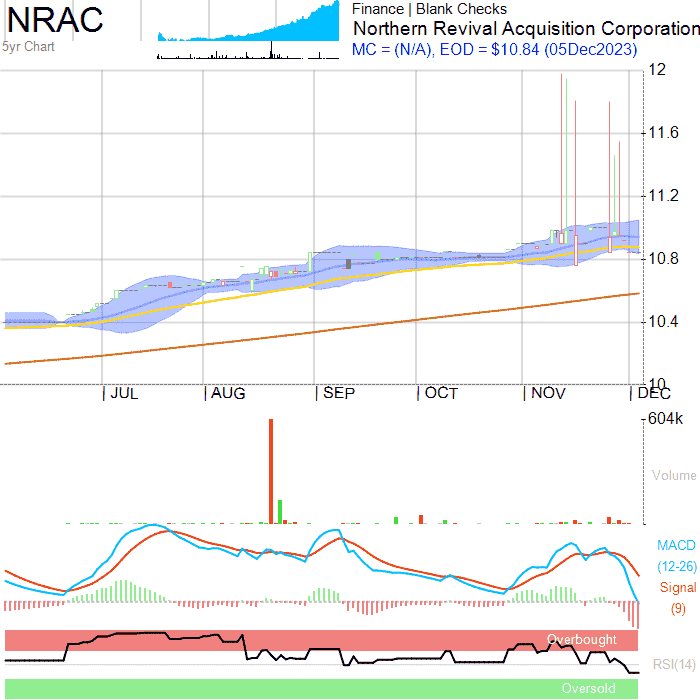 NRAC
5yr Chart
Finance | Blank Checks
Northern Revival Acquisition Corporation
MC = (N/A), EOD = $10.84 (05Dec2023)
12
11.6
11.2
10.8
10.4
10
JUL
AUG
SEP
OCT
NOV
DEC
604k
Volume
MACD
(12-26)
Signal
(9)
Overbought
RSI(14)
Oversold